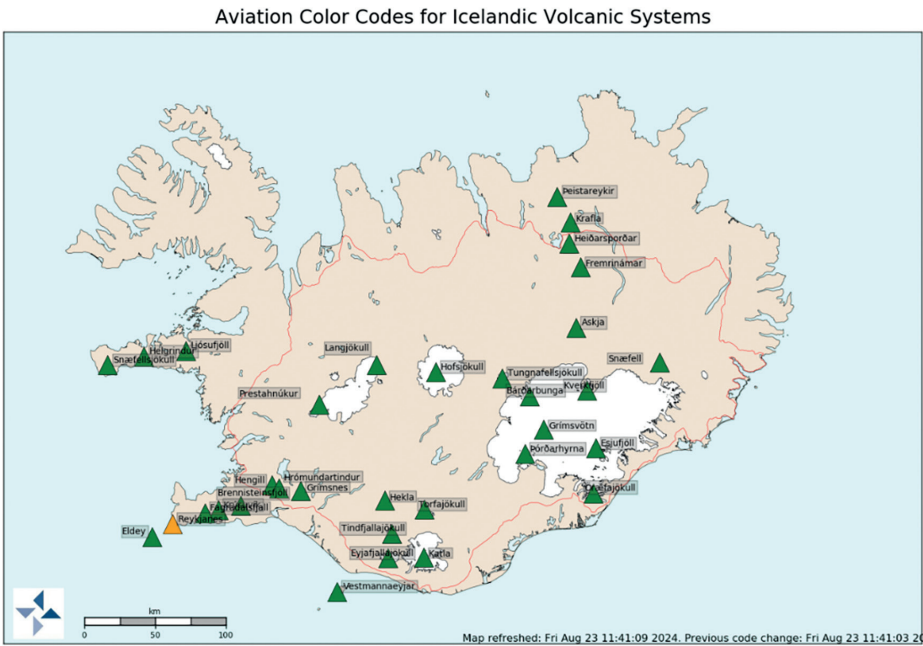 Aviation Color Codes for Icelandic Volcanic Systems
Þeistareykir
Krafla
Heiðarsporðar
Fremrinámar
Askja
Ljósufjöll
Helgrindur
Snæfellsjökull
Langjökull
Hofsjökull
Snæfell
Tungnafellsjökull
Kverkfjöll
Bárðarbunga
Prestahnúkur
Grímsvötn
Esjufjöll
Þórðarhyrna
Hrómundartindur
Hengill
Grímsnes
Brennisteinsfjöll
Öræfajökull
Hekla
Torfajökull
Fagradalsfjall
Reykjanes
Eldey
Tindfjallajökull
Eyjafjallajökull
Katla
Vestmannaeyjar
km
0 50 100
Map refreshed: Fri Aug 23 11:41:09 2024. Previous code change: Fri Aug 23 11:41:03 20